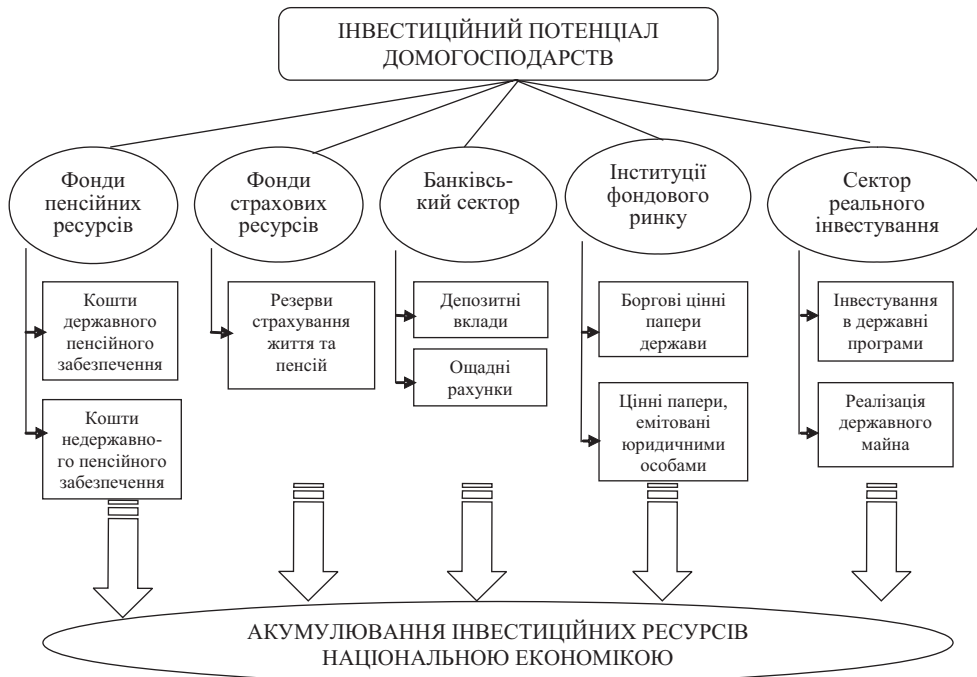 ІНВЕСТИЦІЙНИЙ ПОТЕНЦІАЛ
ДОМОГОСПОДАРСТВ
Фонди
пенсійних
ресурсів
Фонди
страхових
ресурсів
Банківсь-
кий сектор
Інституції
фондового
ринку
Сектор
реального
інвестування
Кошти
державного
пенсійного
забезпечення
Кошти
недержавно-
го пенсійного
забезпечення
Резерви
страхування
життя та
пенсій
Депозитні
вклади
Ощадні
рахунки
Боргові цінні
папери
держави
Цінні папери,
емітовані
юридичними
особами
Інвестування
в державні
програми
Реалізація
державного
майна
АКУМУЛЮВАННЯ ІНВЕСТИЦІЙНИХ РЕСУРСІВ
НАЦІОНАЛЬНОЮ ЕКОНОМІКОЮ